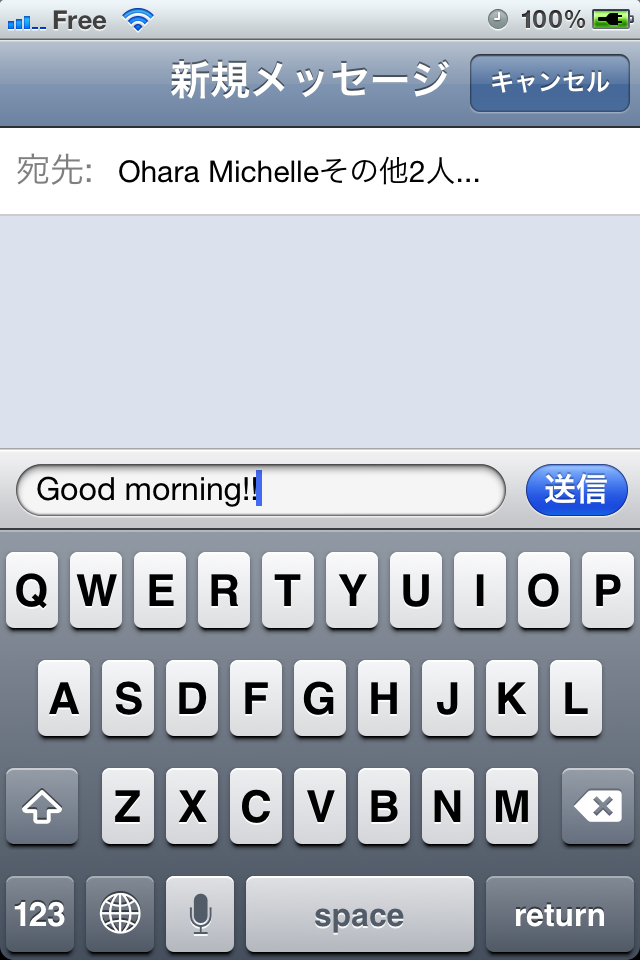 Free 100%
新規メッセージ キャンセル
宛先: Ohara Michelleその他2人...
Good morning!! 送信
Q W E R T Y U I O P
A S D F G H J K L
Z X C V B N M
123 space return